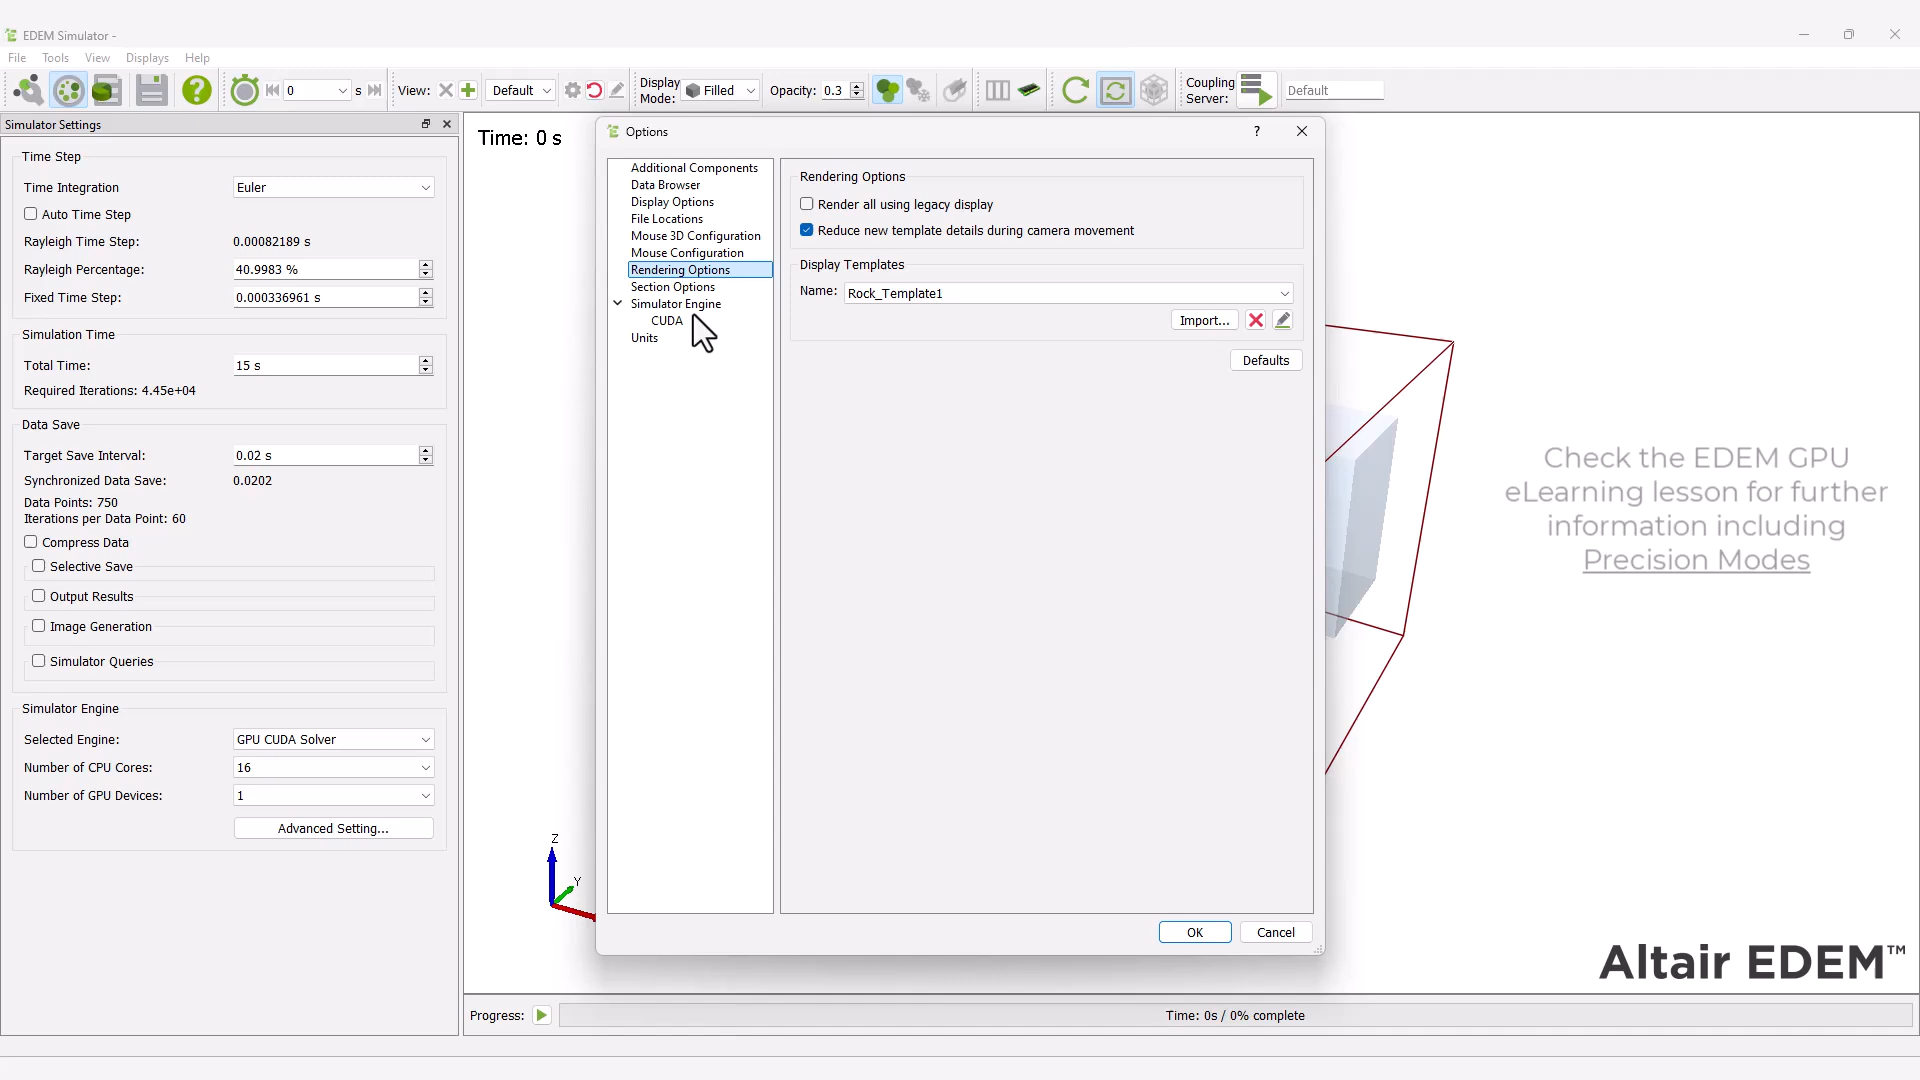 EDEM Simulator -
File Tools View Displays Help
0 s View: Default Display Mode: Filled Opacity: 0.3 Coupling Server: Default
Simulator Settings
Time Step
Time Integration Euler
Auto Time Step
Rayleigh Time Step: 0.00082189 s
Rayleigh Percentage: 40.9983 %
Fixed Time Step: 0.000336961 s
Simulation Time
Total Time: 15 s
Required Iterations: 4.45e+04
Data Save
Target Save Interval: 0.02 s
Synchronized Data Save: 0.0202
Data Points: 750
Iterations per Data Point: 60
Compress Data
Selective Save
Output Results
Image Generation
Simulator Queries
Simulator Engine
Selected Engine: GPU CUDA Solver
Number of CPU Cores: 16
Number of GPU Devices: 1
Advanced Setting...
Time: 0 s
Options
?
Additional Components
Data Browser
Display Options
File Locations
Mouse 3D Configuration
Mouse Configuration
Rendering Options
Section Options
Simulator Engine
CUDA
Units
Rendering Options
Render all using legacy display
Reduce new template details during camera movement
Display Templates
Name: Rock_Template1
Import...
Defaults
OK Cancel
Check the EDEM GPU
eLearning lesson for further
information including
Precision Modes
Z
Y
Altair EDEM™
Progress: Time: 0s / 0% complete